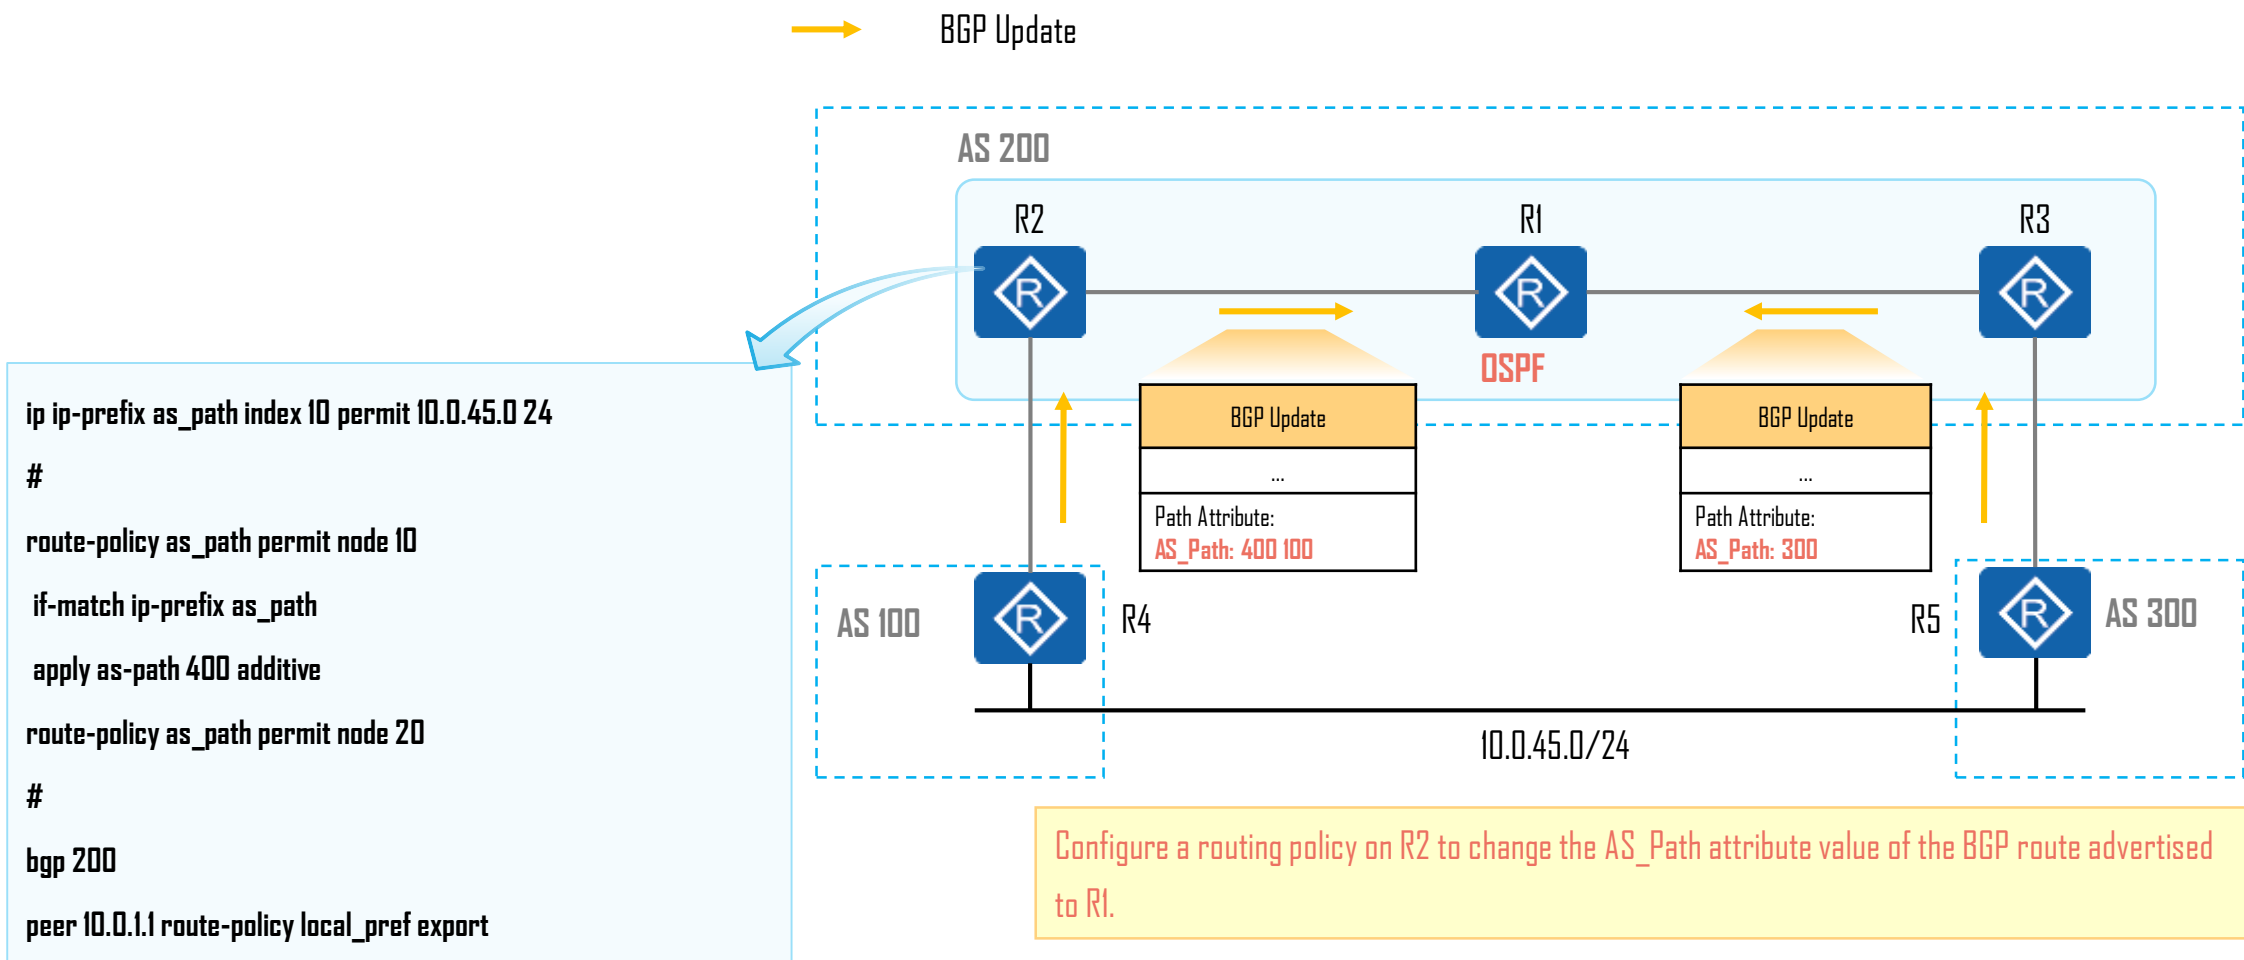 BGP Update
AS 200
R2
R1
R3
OSPF
ip ip-prefix as_path index 10 permit 10.0.45.0 24
#
route-policy as_path permit node 10
if-match ip-prefix as_path
apply as-path 400 additive
route-policy as_path permit node 20
#
bgp 200
peer 10.0.1.1 route-policy local_pref export
BGP Update
...
Path Attribute:
AS_Path: 400 100
BGP Update
...
Path Attribute:
AS_Path: 300
AS 100
R4
R5
AS 300
10.0.45.0/24
Configure a routing policy on R2 to change the AS_Path attribute value of the BGP route advertised
to R1.